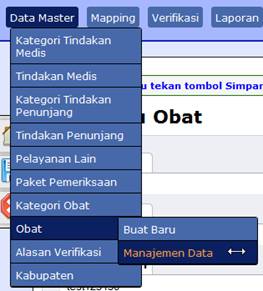 Data Master
Mapping
Verifikasi
Laporan
Kategori Tindakan
Medis
Tindakan Medis
Kategori Tindakan
Penunjang
Tindakan Penunjang
Pelayanan Lain
Paket Pemeriksaan
Kategori Obat
Obat
Alasan Verifikasi
Kabupaten
Buat Baru
Manajemen Data
tekan tombol Simpan
Obat